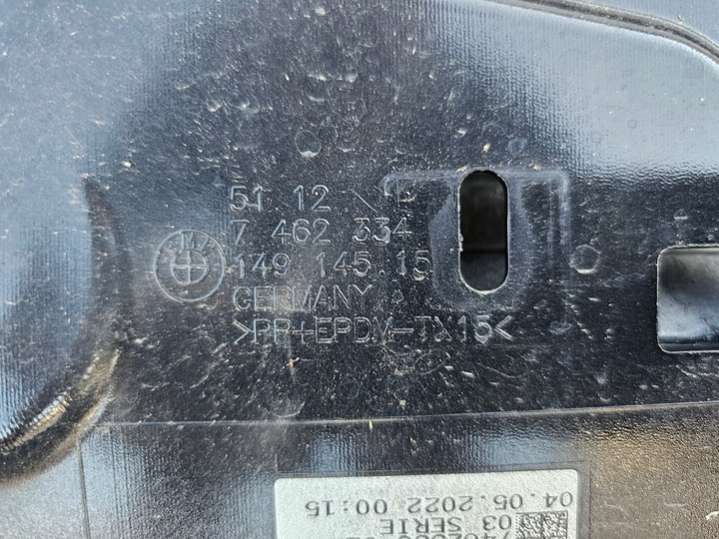 BMW
51 12
7 462 334
149 145.15
GERMANY A
>PP+EPDM-TX15<
04.05.2022 00:15
03 SERIE